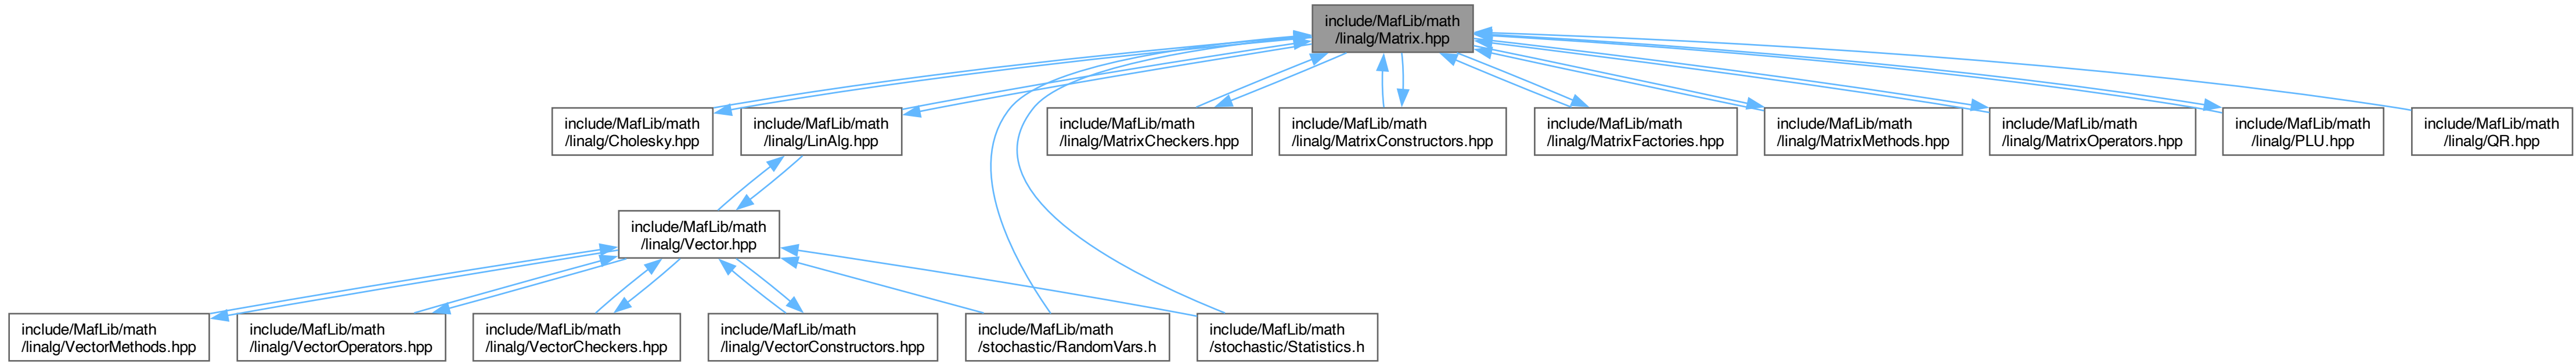 include/MafLib/math
/linalg/Matrix.hpp
include/MafLib/math
/linalg/Cholesky.hpp
include/MafLib/math
/linalg/LinAlg.hpp
include/MafLib/math
/linalg/MatrixCheckers.hpp
include/MafLib/math
/linalg/MatrixConstructors.hpp
include/MafLib/math
/linalg/MatrixFactories.hpp
include/MafLib/math
/linalg/MatrixMethods.hpp
include/MafLib/math
/linalg/MatrixOperators.hpp
include/MafLib/math
/linalg/PLU.hpp
include/MafLib/math
/linalg/QR.hpp
include/MafLib/math
/linalg/Vector.hpp
include/MafLib/math
/linalg/VectorMethods.hpp
include/MafLib/math
/linalg/VectorOperators.hpp
include/MafLib/math
/linalg/VectorCheckers.hpp
include/MafLib/math
/linalg/VectorConstructors.hpp
include/MafLib/math
/stochastic/RandomVars.h
include/MafLib/math
/stochastic/Statistics.h